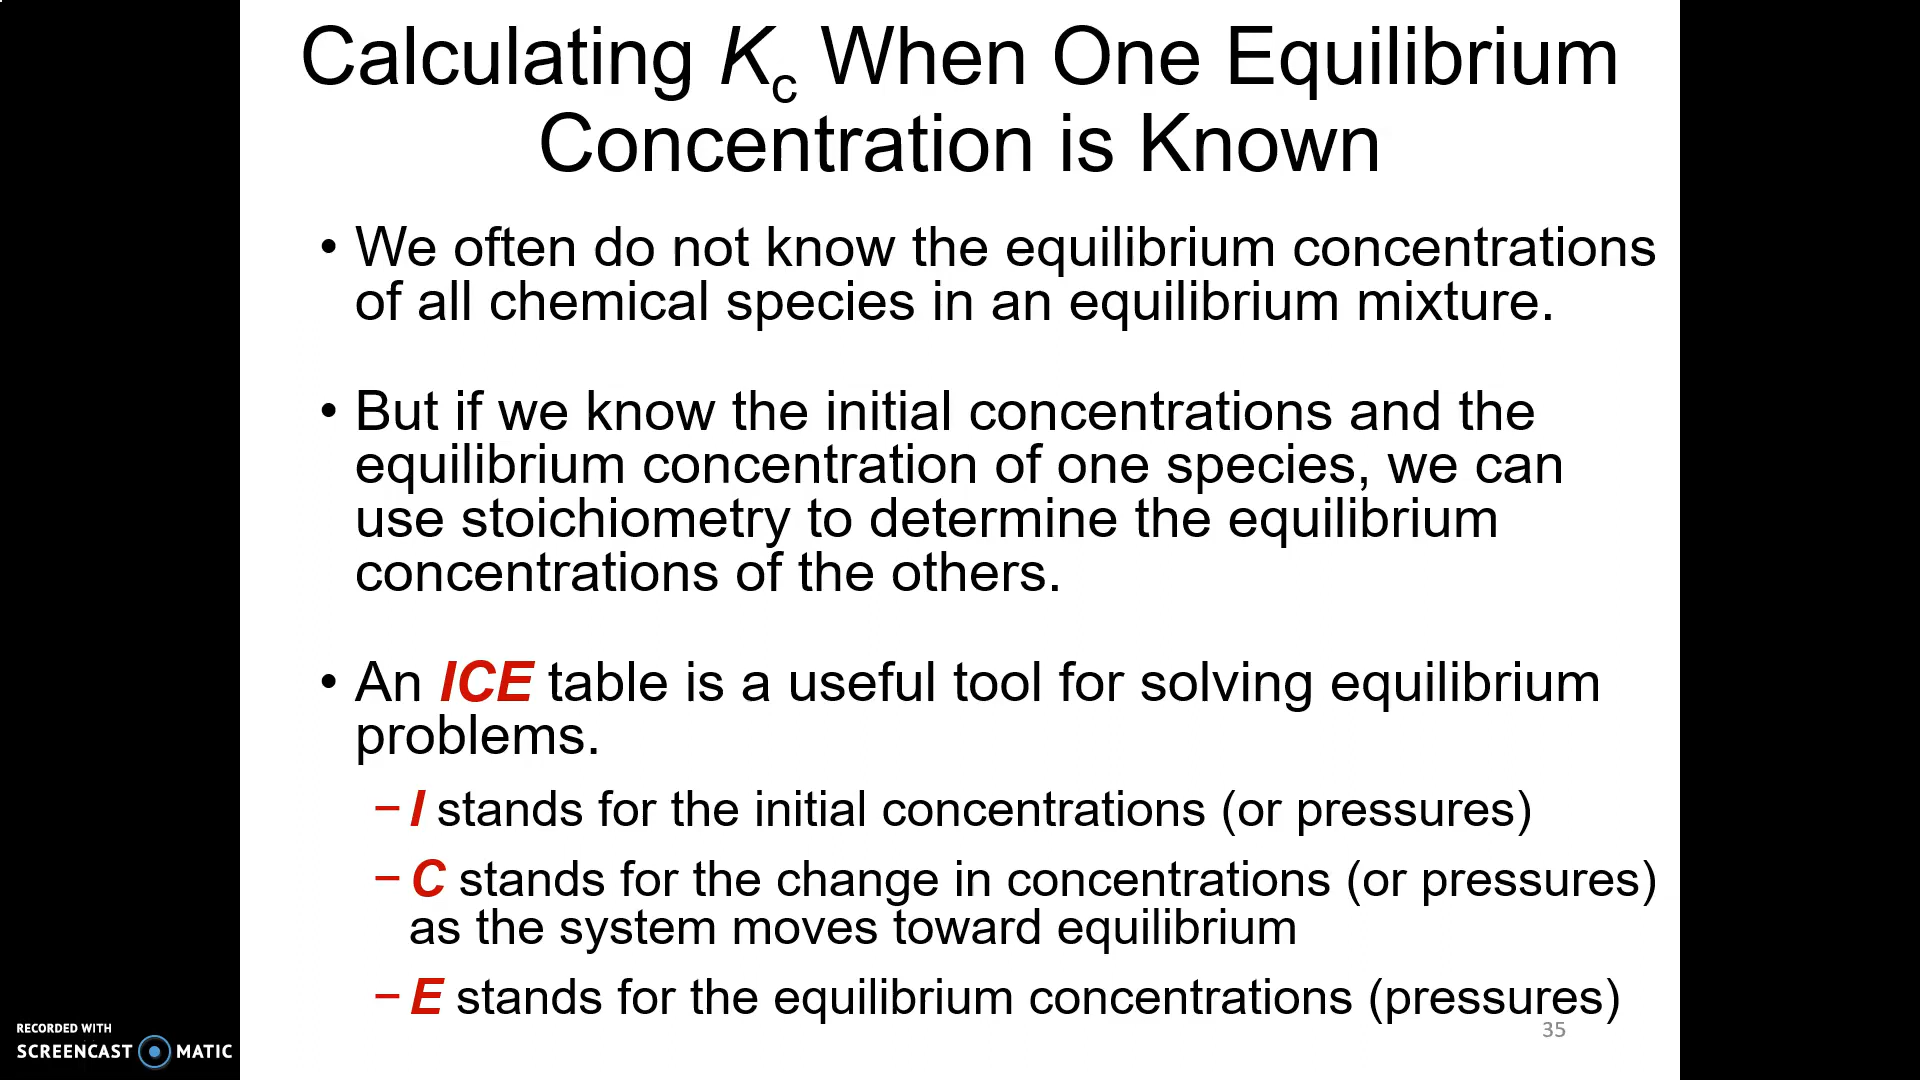 Calculating Kc When One Equilibrium
Concentration is Known
• We often do not know the equilibrium concentrations
of all chemical species in an equilibrium mixture.
• But if we know the initial concentrations and the
equilibrium concentration of one species, we can
use stoichiometry to determine the equilibrium
concentrations of the others.
• An ICE table is a useful tool for solving equilibrium
problems.
– I stands for the initial concentrations (or pressures)
– C stands for the change in concentrations (or pressures)
as the system moves toward equilibrium
– E stands for the equilibrium concentrations (pressures)
35
RECORDED WITH
SCREENCAST MATIC